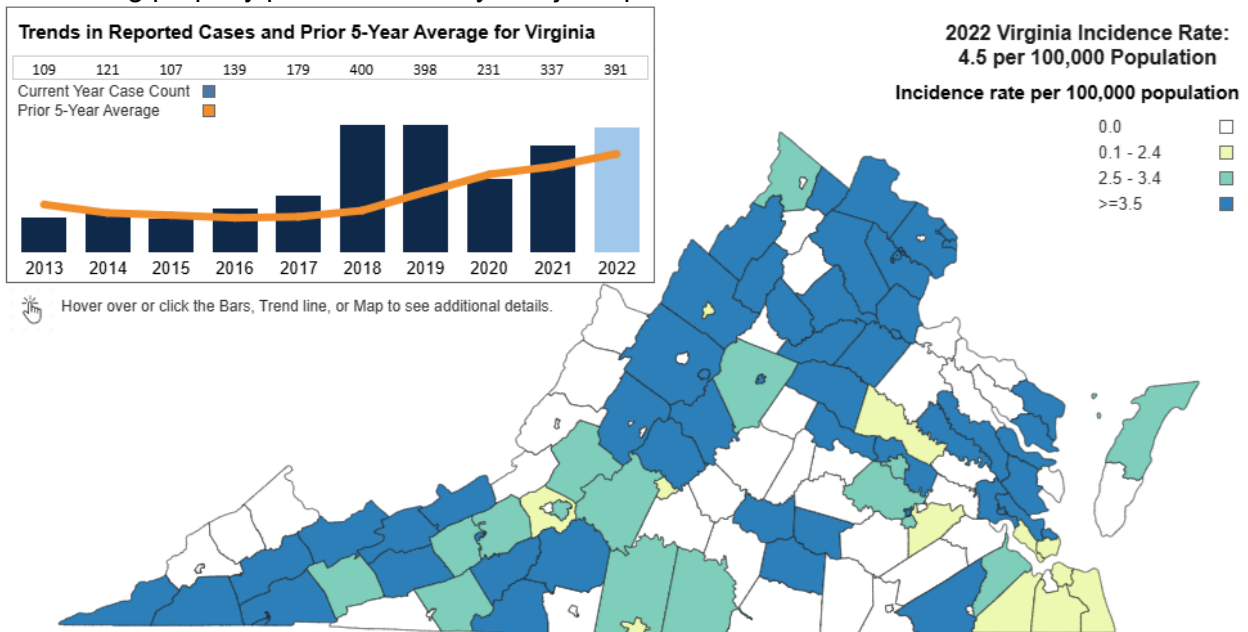 Trends in Reported Cases and Prior 5-Year Average for Virginia
109 121 107 139 179 400 398 231 337 391
Current Year Case Count
Prior 5-Year Average
2013 2014 2015 2016 2017 2018 2019 2020 2021 2022
Hover over or click the Bars, Trend line, or Map to see additional details.
2022 Virginia Incidence Rate:
4.5 per 100,000 Population
Incidence rate per 100,000 population
0.0
0.1 - 2.4
2.5 - 3.4
>=3.5